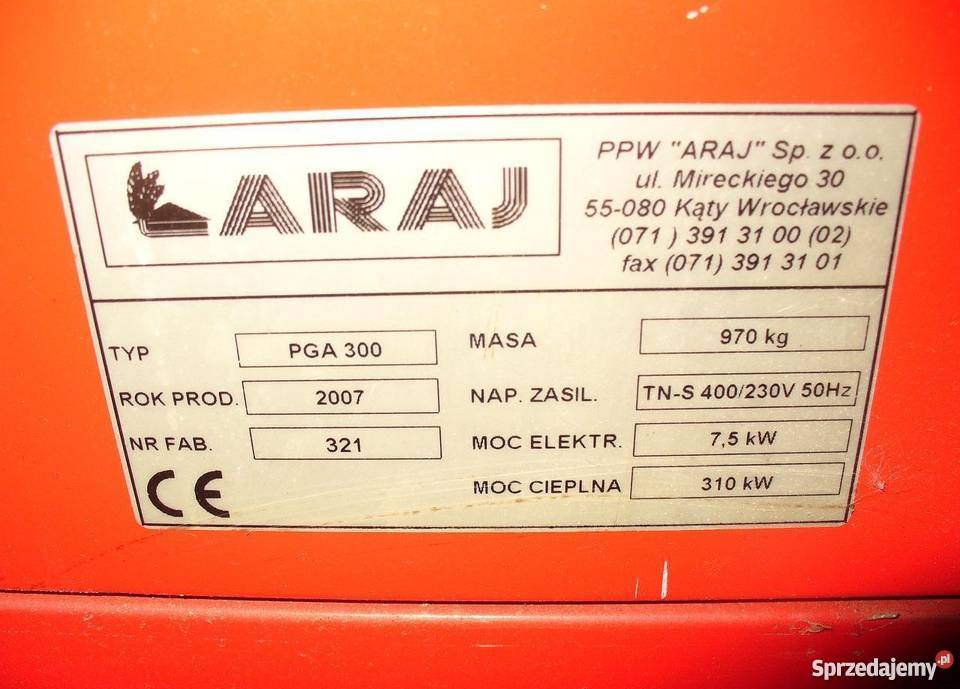 ARAJ
PPW "ARAJ" Sp. z o.o.
ul. Mireckiego 30
55-080 Kąty Wrocławskie
(071 ) 391 31 00 (02)
fax (071) 391 31 01
TYP PGA 300
ROK PROD. 2007
NR FAB. 321
CE
MASA 970 kg
NAP. ZASIL. TN-S 400/230V 50Hz
MOC ELEKTR. 7,5 kW
MOC CIEPLNA 310 kW
Sprzedajemy.pl